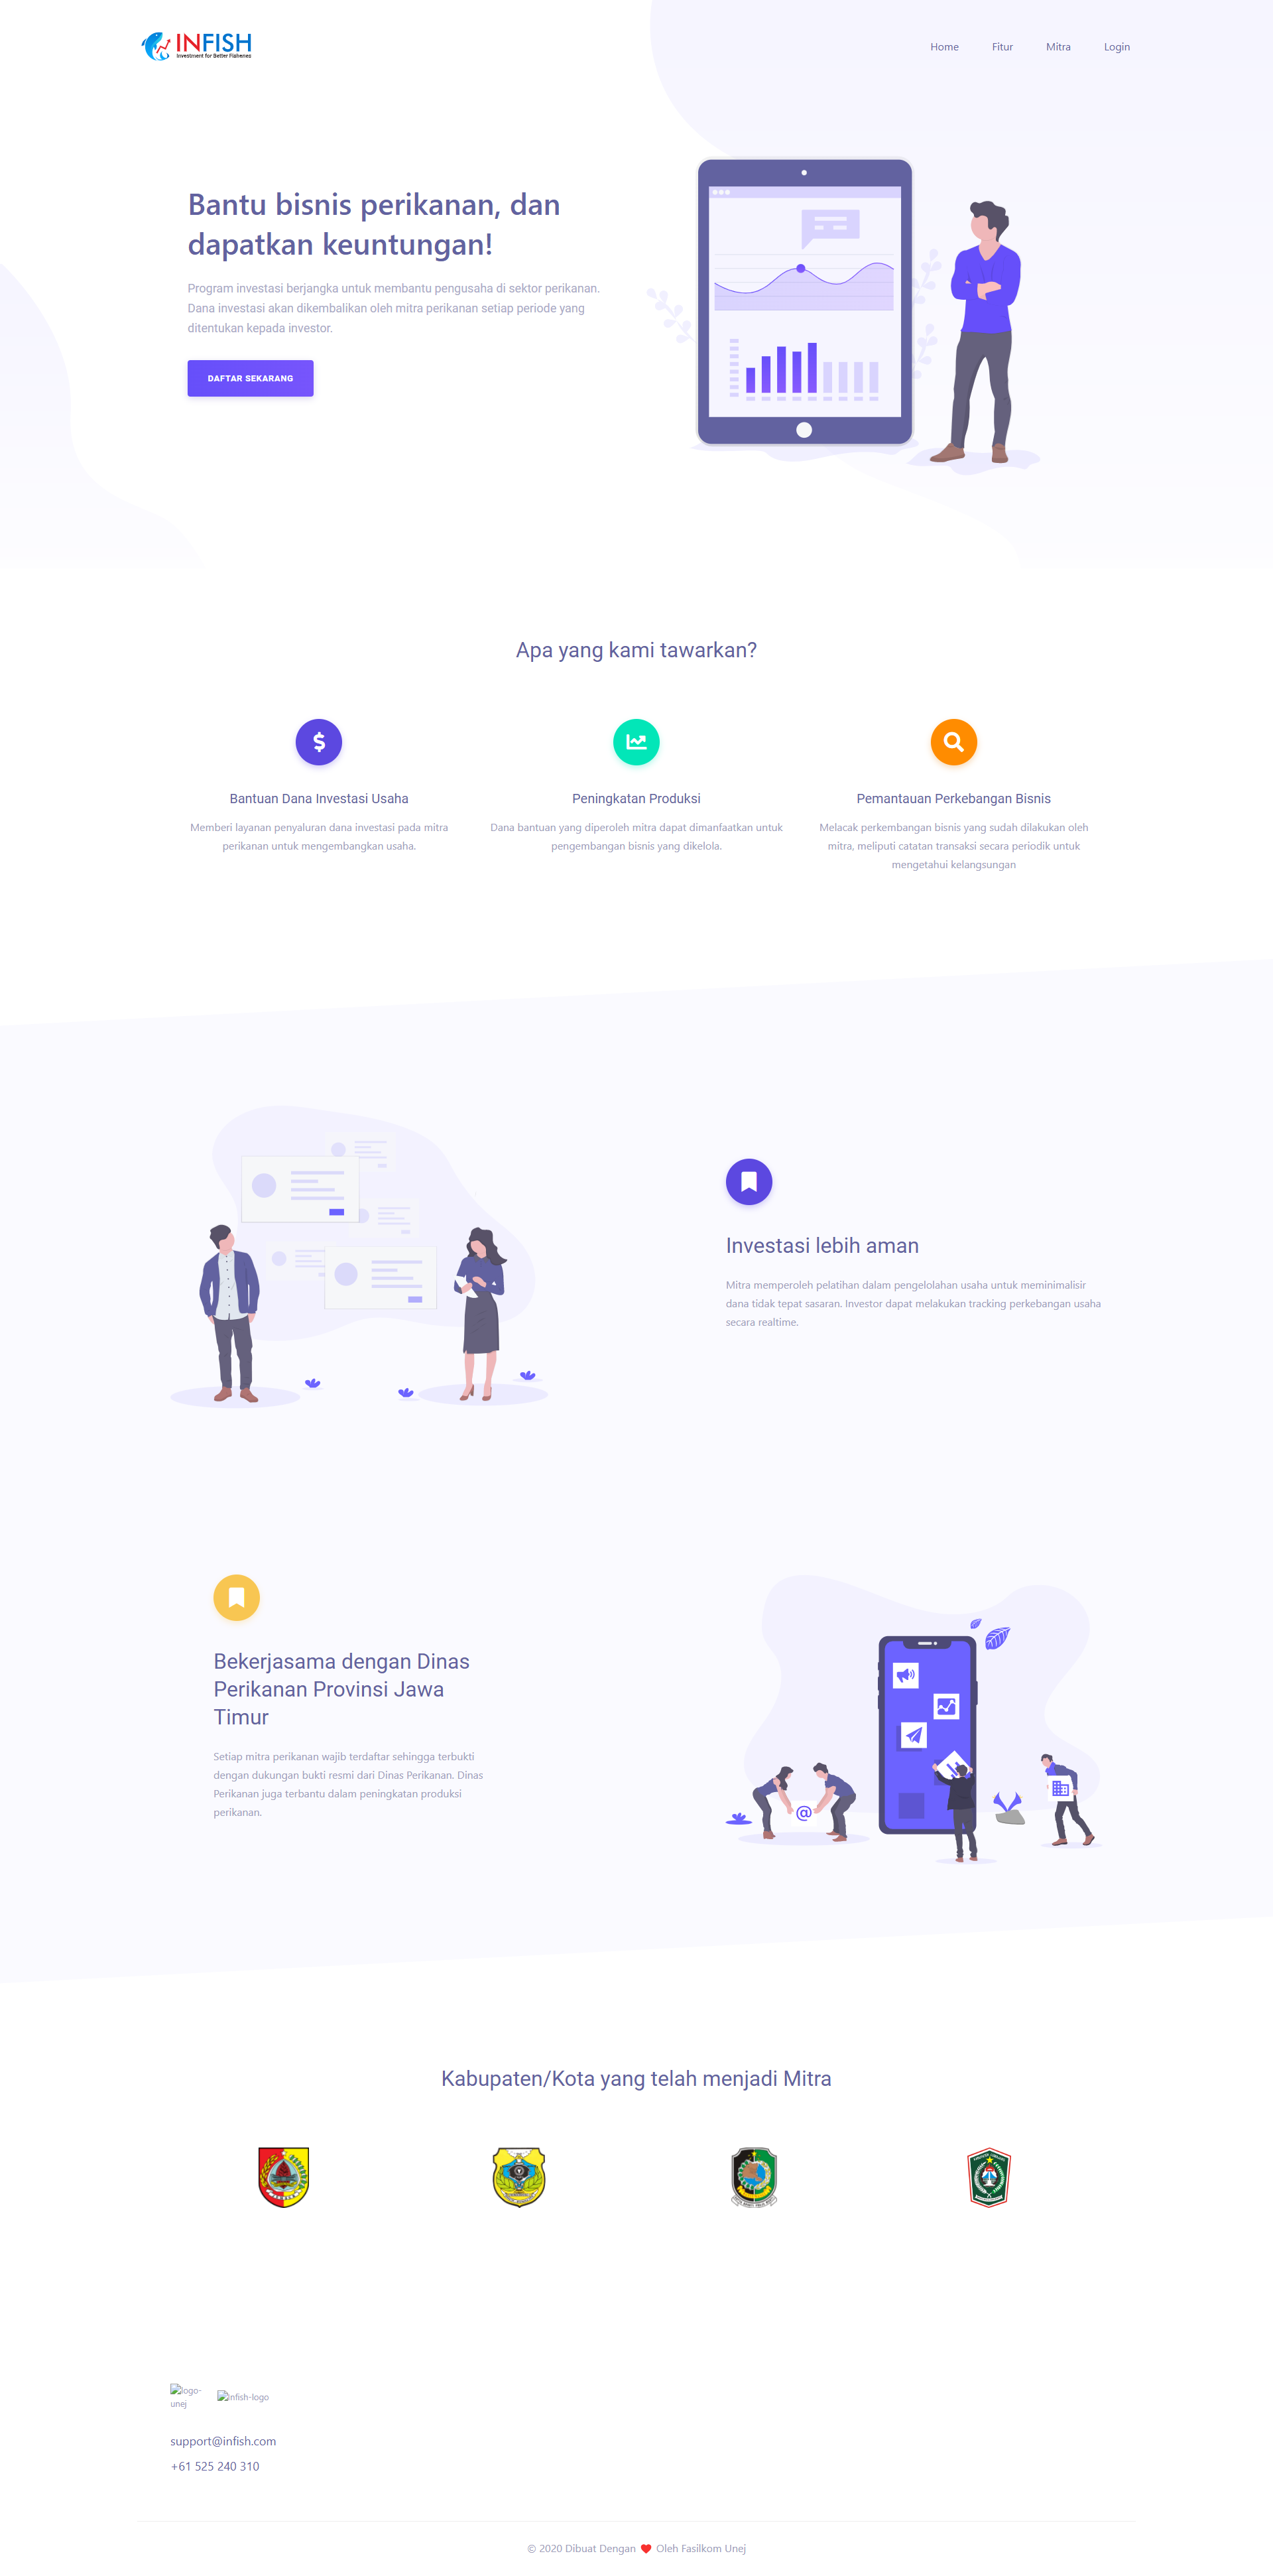 INFISH
Investment for Better Fisheries
Home
Fitur
Mitra
Login
Bantu bisnis perikanan, dan
dapatkan keuntungan!
Program investasi berjangka untuk membantu pengusaha di sektor perikanan.
Dana investasi akan dikembalikan oleh mitra perikanan setiap periode yang
ditentukan kepada investor.
DAFTAR SEKARANG
Apa yang kami tawarkan?
Bantuan Dana Investasi Usaha
Memberi layanan penyaluran dana investasi pada mitra
perikanan untuk mengembangkan usaha.
Peningkatan Produksi
Dana bantuan yang diperoleh mitra dapat dimanfaatkan untuk
pengembangan bisnis yang dikelola.
Pemantauan Perkebangan Bisnis
Melacak perkembangan bisnis yang sudah dilakukan oleh
mitra, meliputi catatan transaksi secara periodik untuk
mengetahui kelangsungan
Investasi lebih aman
Mitra memperoleh pelatihan dalam pengelolahan usaha untuk meminimalisir
dana tidak tepat sasaran. Investor dapat melakukan tracking perkebangan usaha
secara realtime.
Bekerjasama dengan Dinas
Perikanan Provinsi Jawa
Timur
Setiap mitra perikanan wajib terdaftar sehingga terbukti
dengan dukungan bukti resmi dari Dinas Perikanan. Dinas
Perikanan juga terbantu dalam peningkatan produksi
perikanan.
@
Kabupaten/Kota yang telah menjadi Mitra
logo-
unej
infish-logo
support@infish.com
+61 525 240 310
© 2020 Dibuat Dengan ❤ Oleh Fasilkom Unej